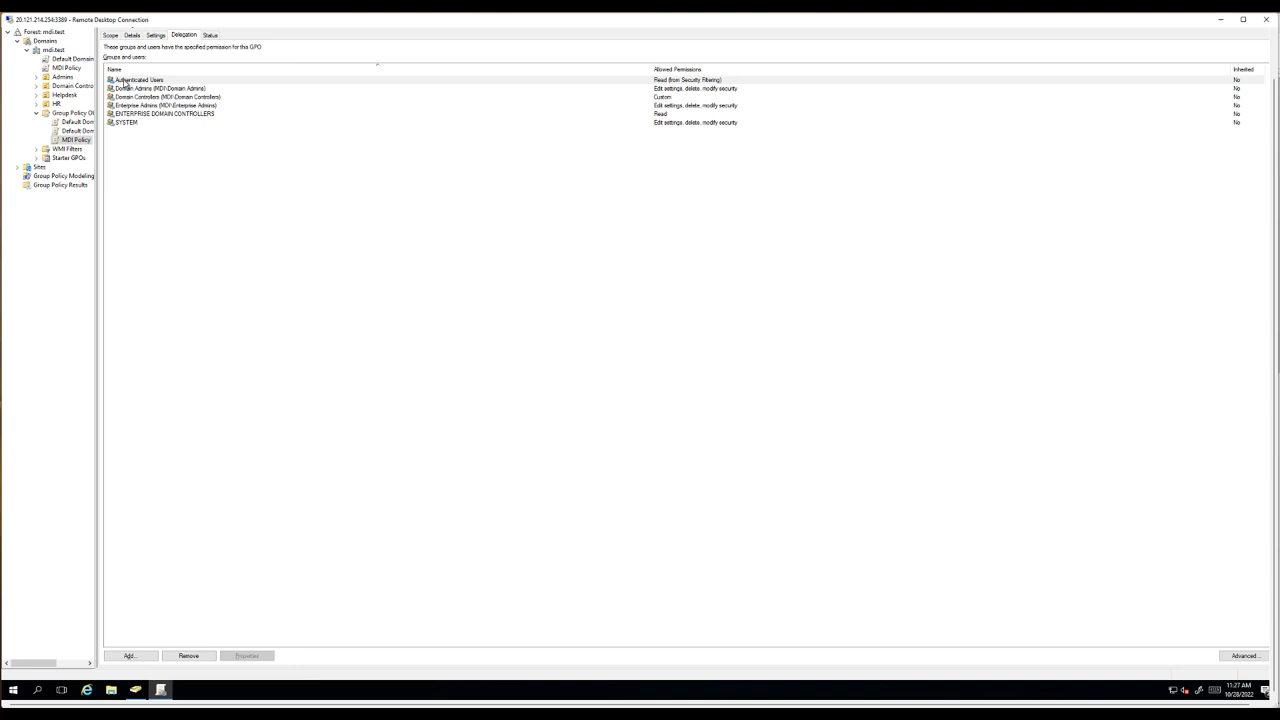 20.121.214.254:3389 - Remote Desktop Connection
Forest: mdi.test
Domains
mdi.test
Default Domain
MDI Policy
Admins
Domain Contro
Helpdesk
HR
Group Policy Ob
Default Dom
Default Dom
MDI Policy
WMI Filters
Starter GPOs
Sites
Group Policy Modeling
Group Policy Results
Scope Details Settings Delegation Status
These groups and users have the specified permission for this GPO
Groups and users:
Name Allowed Permissions Inherited
Authenticated Users Read (from Security Filtering) No
Domain Admins (MDI\Domain Admins) Edit settings, delete, modify security No
Domain Controllers (MDI\Domain Controllers) Custom No
Enterprise Admins (MDI\Enterprise Admins) Edit settings, delete, modify security No
ENTERPRISE DOMAIN CONTROLLERS Read No
SYSTEM Edit settings, delete, modify security No
Add... Remove Properties Advanced...
11:27 AM
10/28/2022